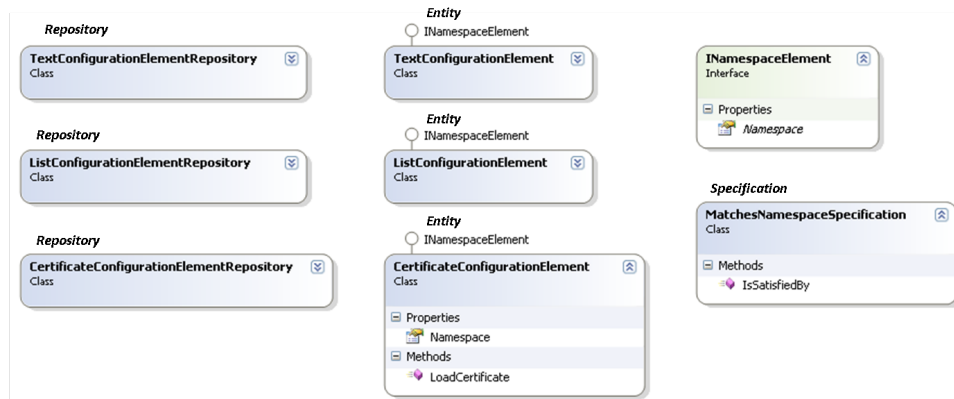 Repository
TextConfigurationElementRepository
Class
Entity
INamespaceElement
TextConfigurationElement
Class
INamespaceElement
Interface
Properties
Namespace
Repository
ListConfigurationElementRepository
Class
Entity
INamespaceElement
ListConfigurationElement
Class
Specification
MatchesNamespaceSpecification
Class
Methods
IsSatisfiedBy
Repository
CertificateConfigurationElementRepository
Class
Entity
INamespaceElement
CertificateConfigurationElement
Class
Properties
Namespace
Methods
LoadCertificate